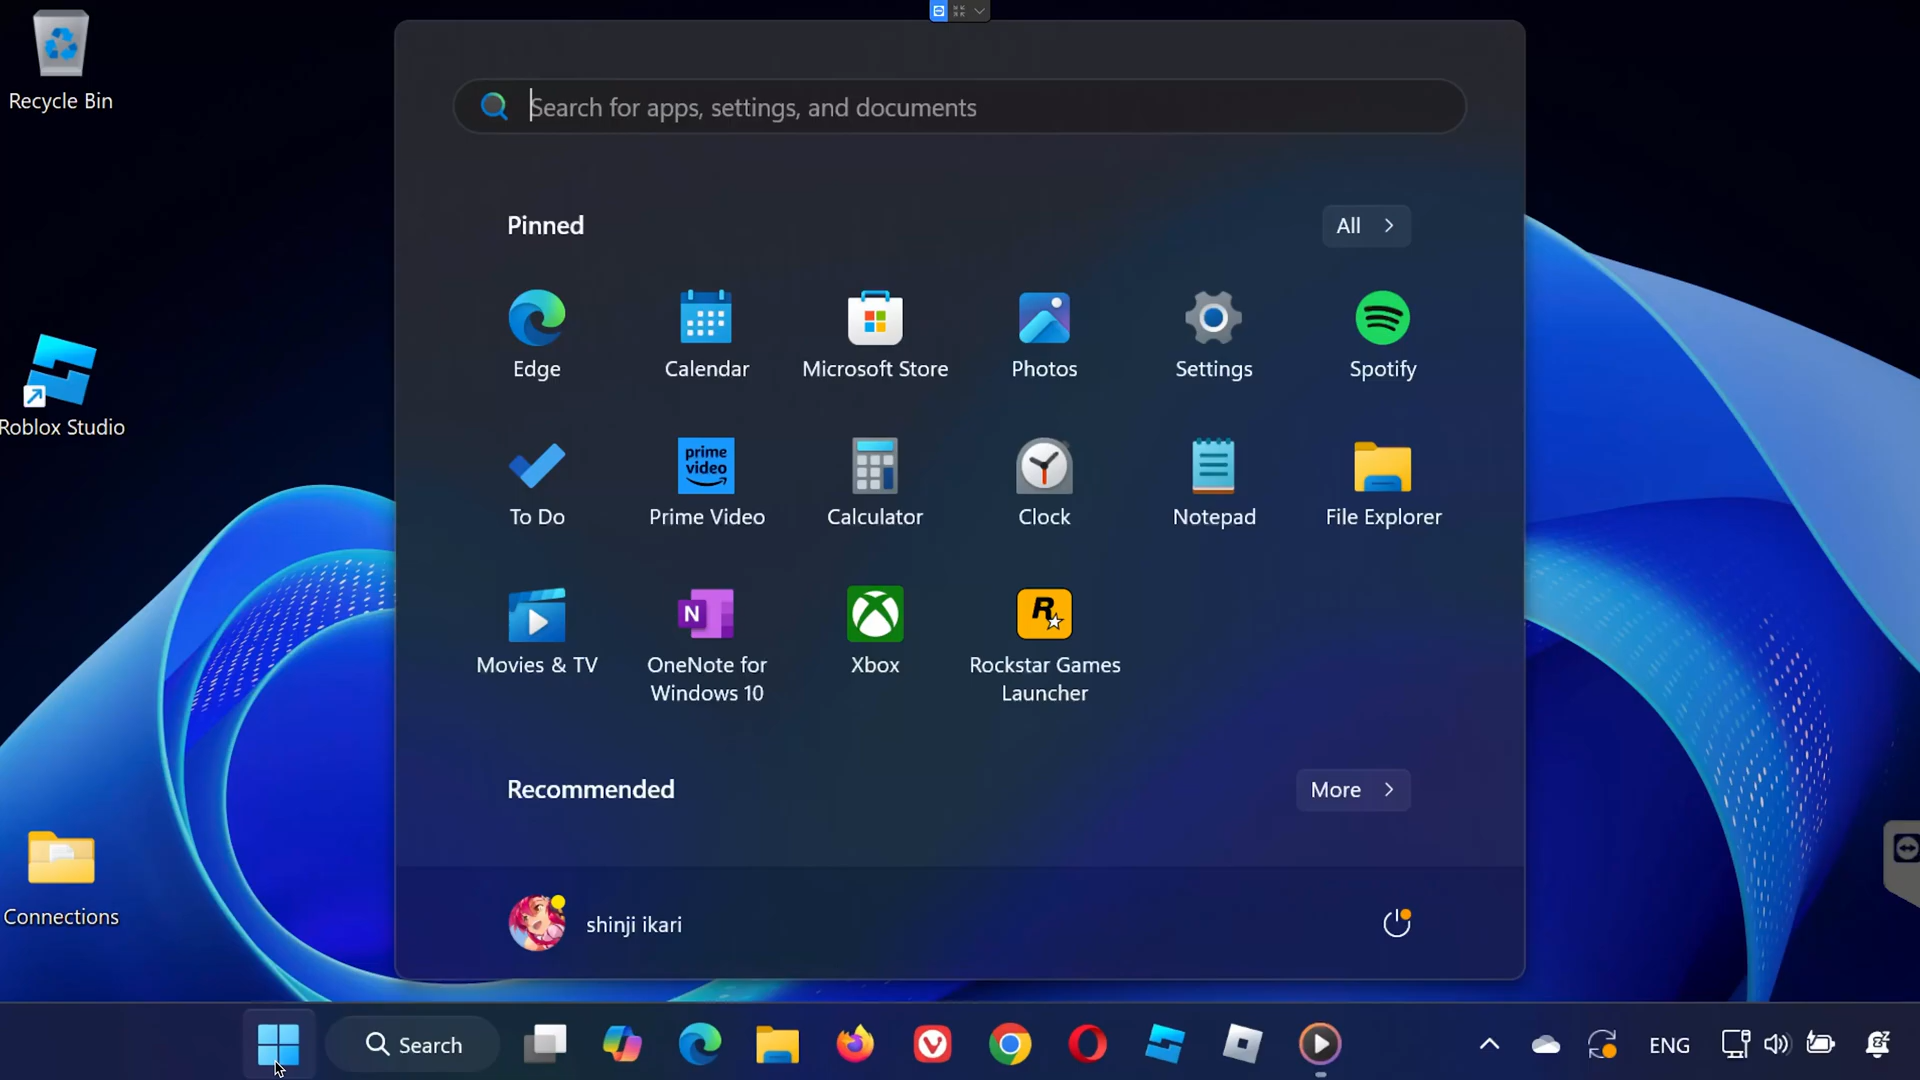 Recycle Bin
Roblox Studio
Connections
Search for apps, settings, and documents
Pinned
All
Edge
Calendar
Microsoft Store
Photos
Settings
Spotify
prime
video
To Do
Prime Video
Calculator
Clock
Notepad
File Explorer
N
R
Movies & TV
OneNote for
Windows 10
Xbox
Rockstar Games
Launcher
Recommended
More
shinji ikari
Search
ENG